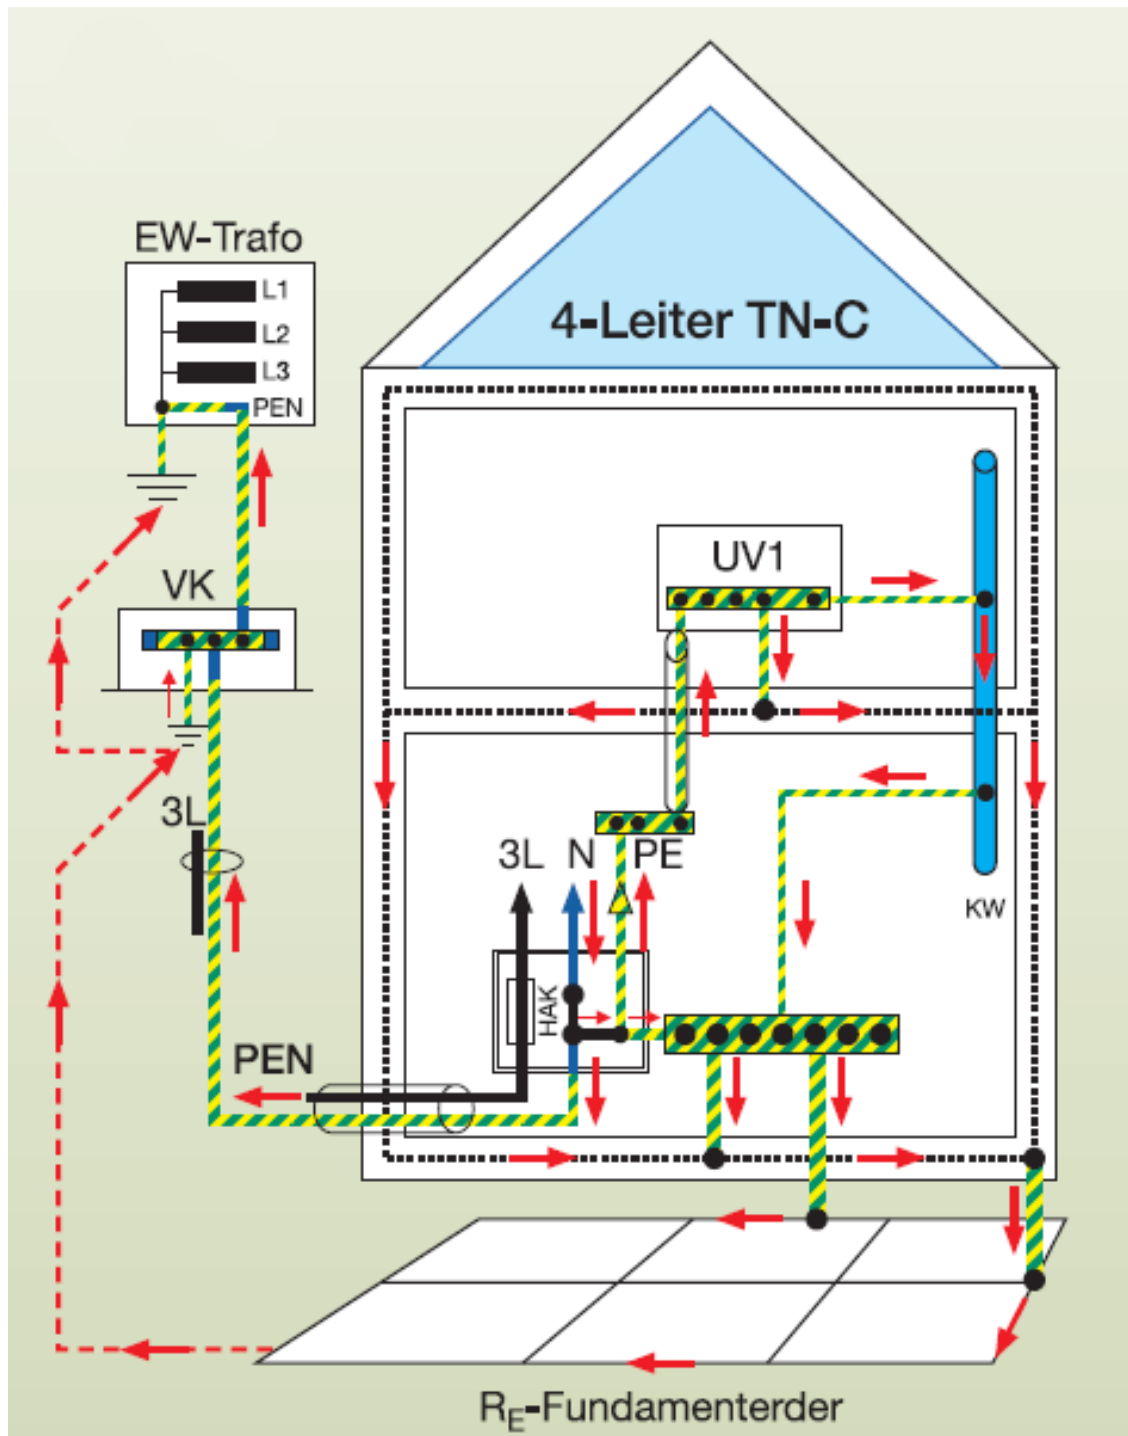 EW-Trafo
L1
L2
L3
PEN
4-Leiter TN-C
UV1
VK
3L
3L N PE
KW
HAK
PEN
RE-Fundamenterder